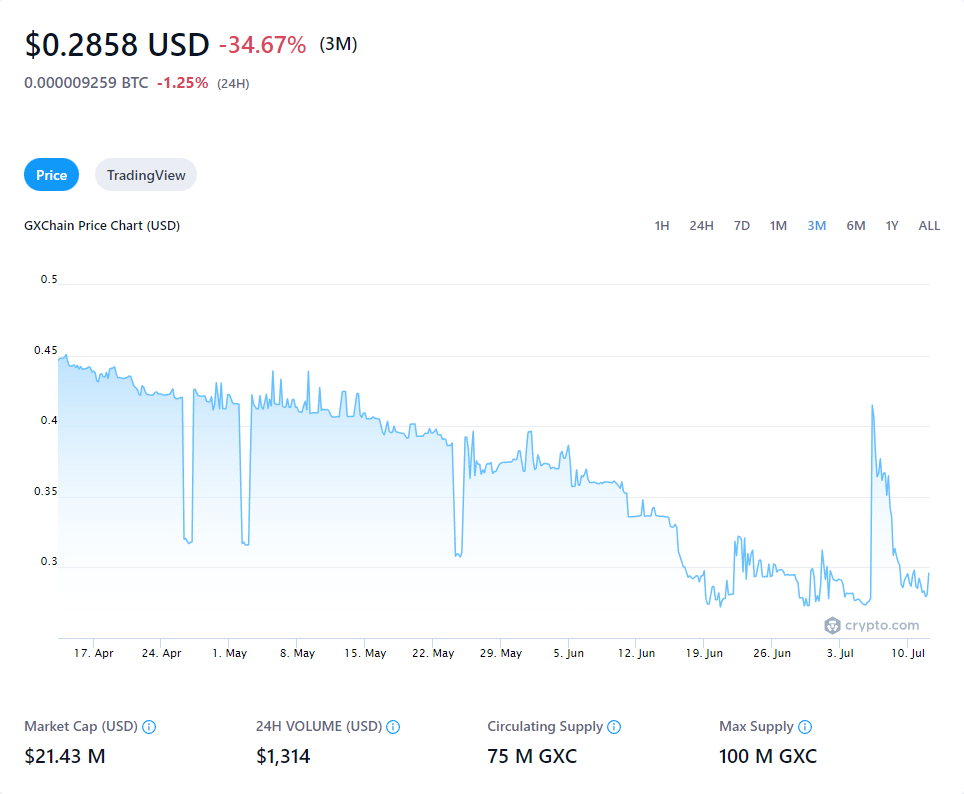 $0.2858 USD -34.67% (3M)
0.000009259 BTC -1.25% (24H)
Price TradingView
GXChain Price Chart (USD) 1H 24H 7D 1M 3M 6M 1Y ALL
0.5
0.45
0.4
0.35
0.3
crypto.com
17. Apr 24. Apr 1. May 8. May 15. May 22. May 29. May 5. Jun 12. Jun 19. Jun 26. Jun 3. Jul 10. Jul
Market Cap (USD) 24H VOLUME (USD) Circulating Supply Max Supply
$21.43 M $1,314 75 M GXC 100 M GXC